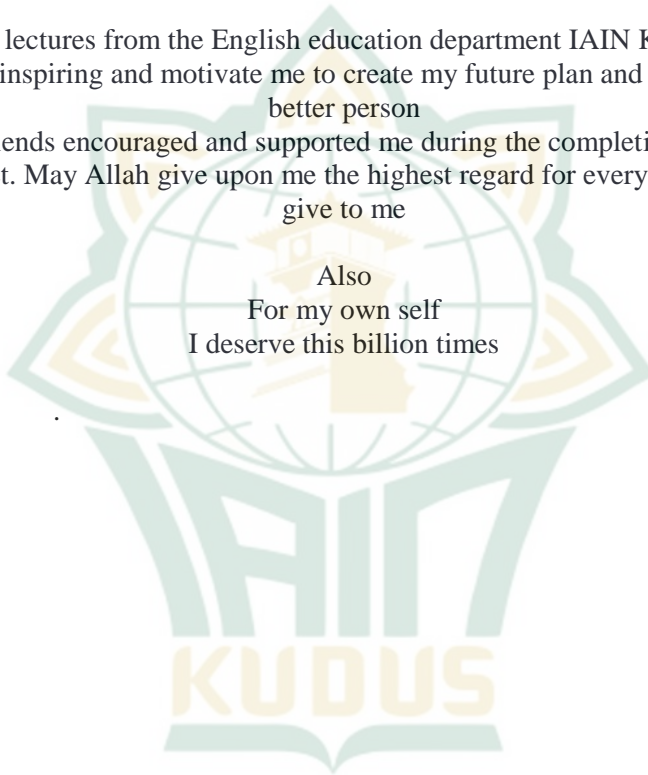 lectures from the English education department IAIN K
inspiring and motivate me to create my future plan and
better person
ends encouraged and supported me during the completi
t. May Allah give upon me the highest regard for every
give to me
Also
For my own self
I deserve this billion times
.
IAIN
KUDUS